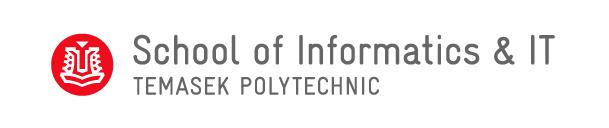 School of Informatics & IT
TEMASEK POLYTECHNIC